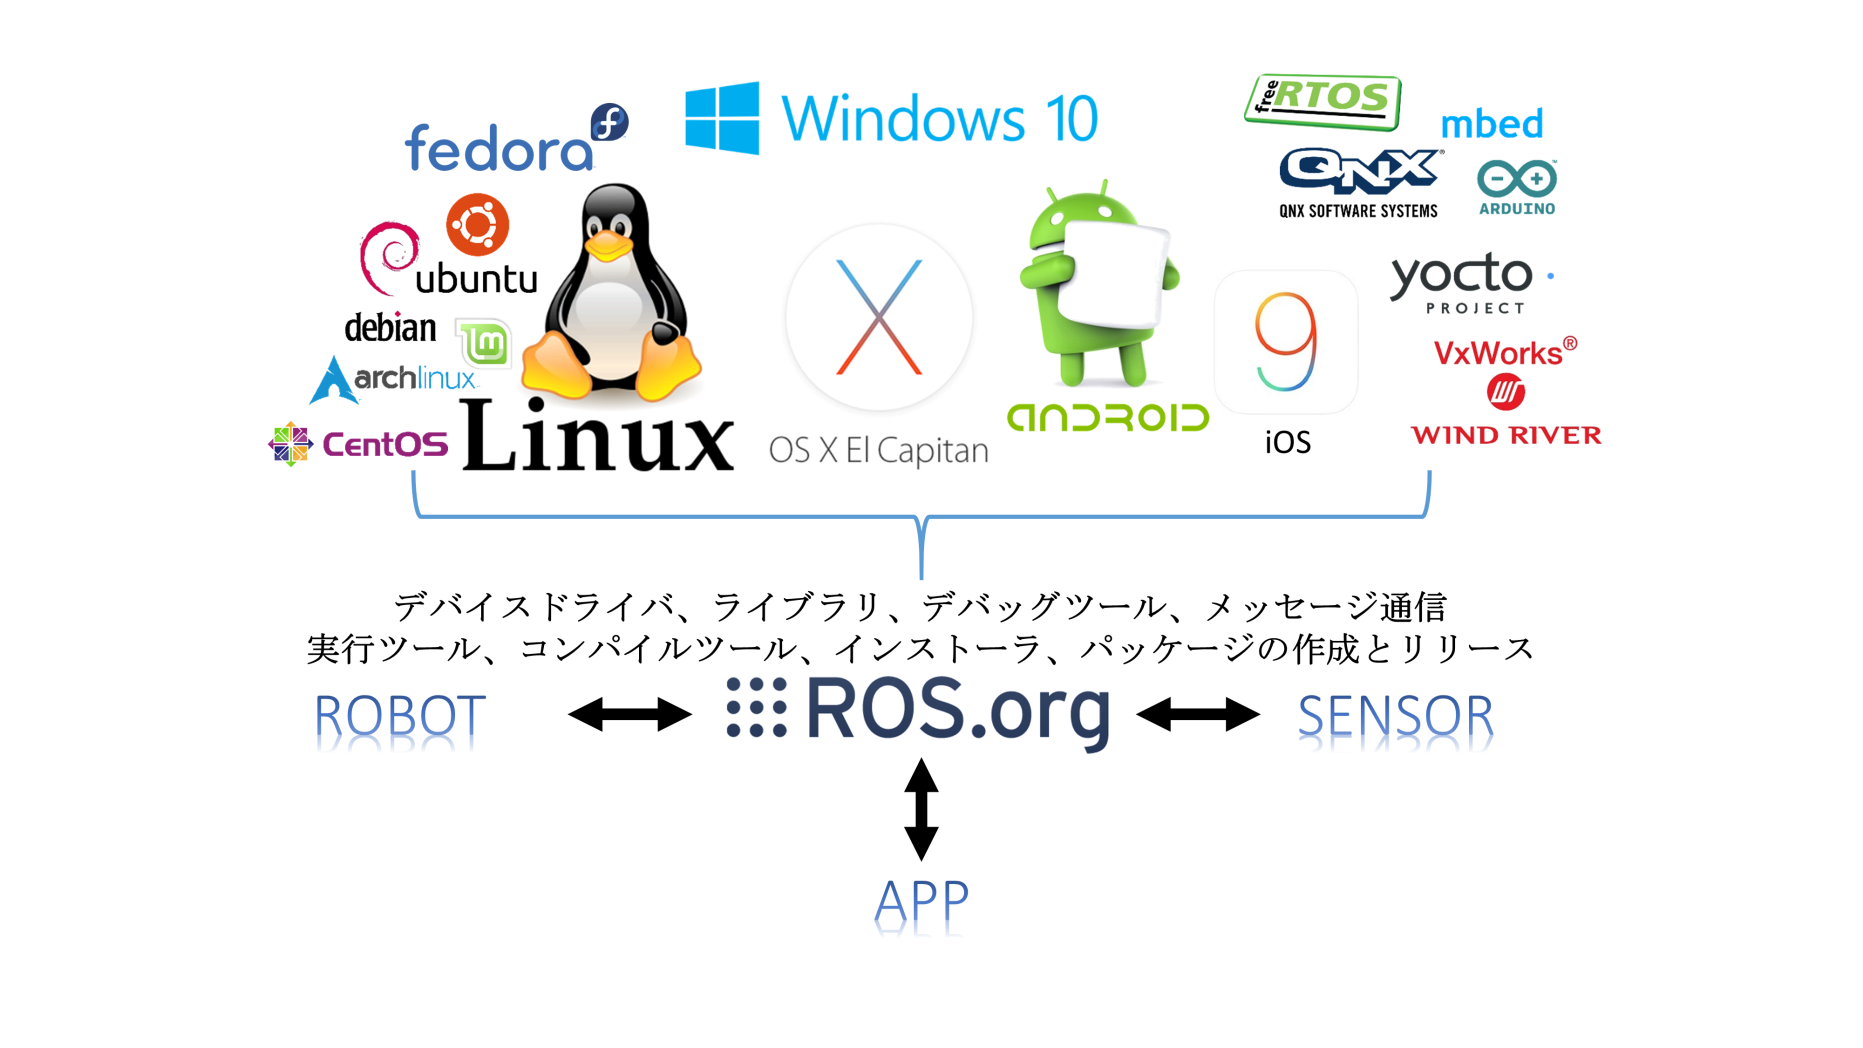 fedora
Windows 10
free RTOS
mbed
QNX®
QNX SOFTWARE SYSTEMS
ARDUINO™
ubuntu
debian
lm
archlinux
CentOS
Linux
X
OS X El Capitan
ANDROID
9
iOS
yocto
PROJECT
VxWorks®
WIND RIVER
デバイスドライバ、ライブラリ、デバッグツール、メッセージ通信
実行ツール、コンパイルツール、インストーラ、パッケージの作成とリリース
ROBOT
ROS.org
SENSOR
APP